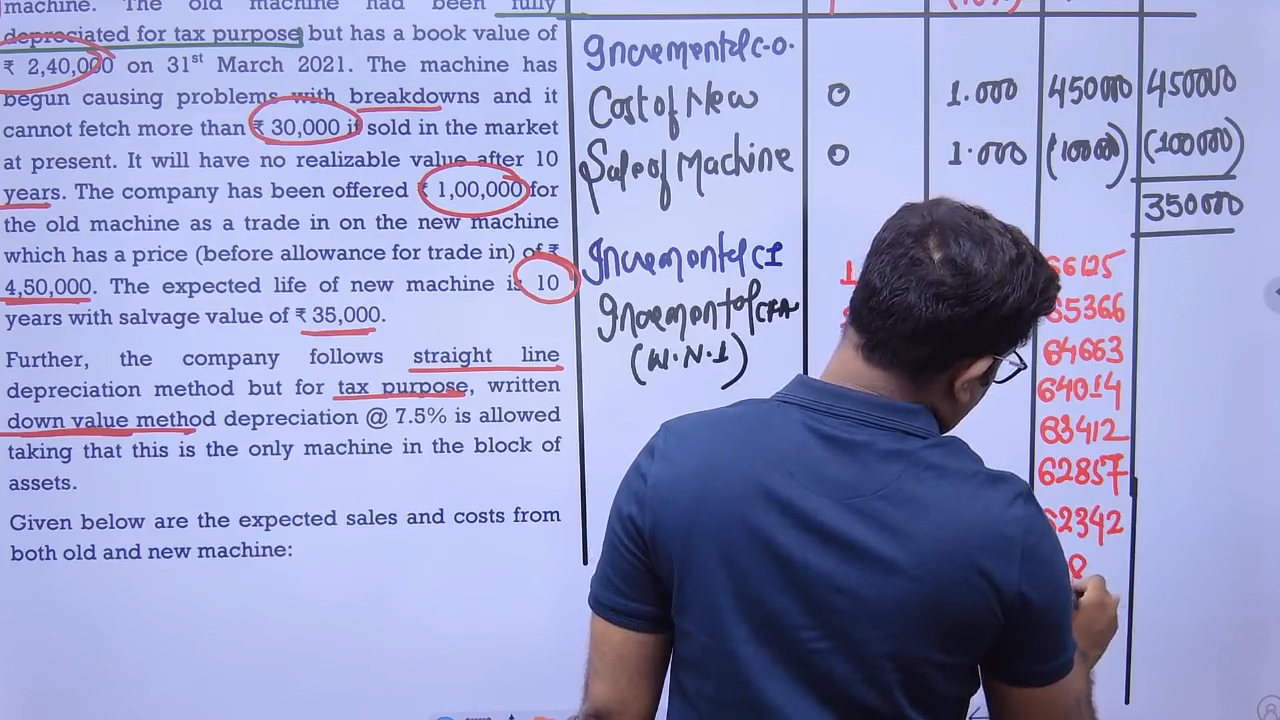 machine. The old machine had been fully
depreciated for tax purpose but has a book value of
₹ 2,40,000 on 31st March 2021. The machine has
begun causing problems with breakdowns and it
cannot fetch more than ₹ 30,000 if sold in the market
at present. It will have no realizable value after 10
years. The company has been offered ₹ 1,00,000 for
the old machine as a trade in on the new machine
which has a price (before allowance for trade in) of ₹
4,50,000. The expected life of new machine is 10
years with salvage value of ₹ 35,000.
Further, the company follows straight line
depreciation method but for tax purpose, written
down value method depreciation @ 7.5% is allowed
taking that this is the only machine in the block of
assets.
Given below are the expected sales and costs from
both old and new machine:
Incremental C.O.
Cost of New 0 1.000 450000 450000
Sale of Machine 0 1.000 (100000) (100000)
350000
Incremental CI 1 66125
Incremental CFA 65366
(W.N.1) 64663
64014
63412
62857
62342